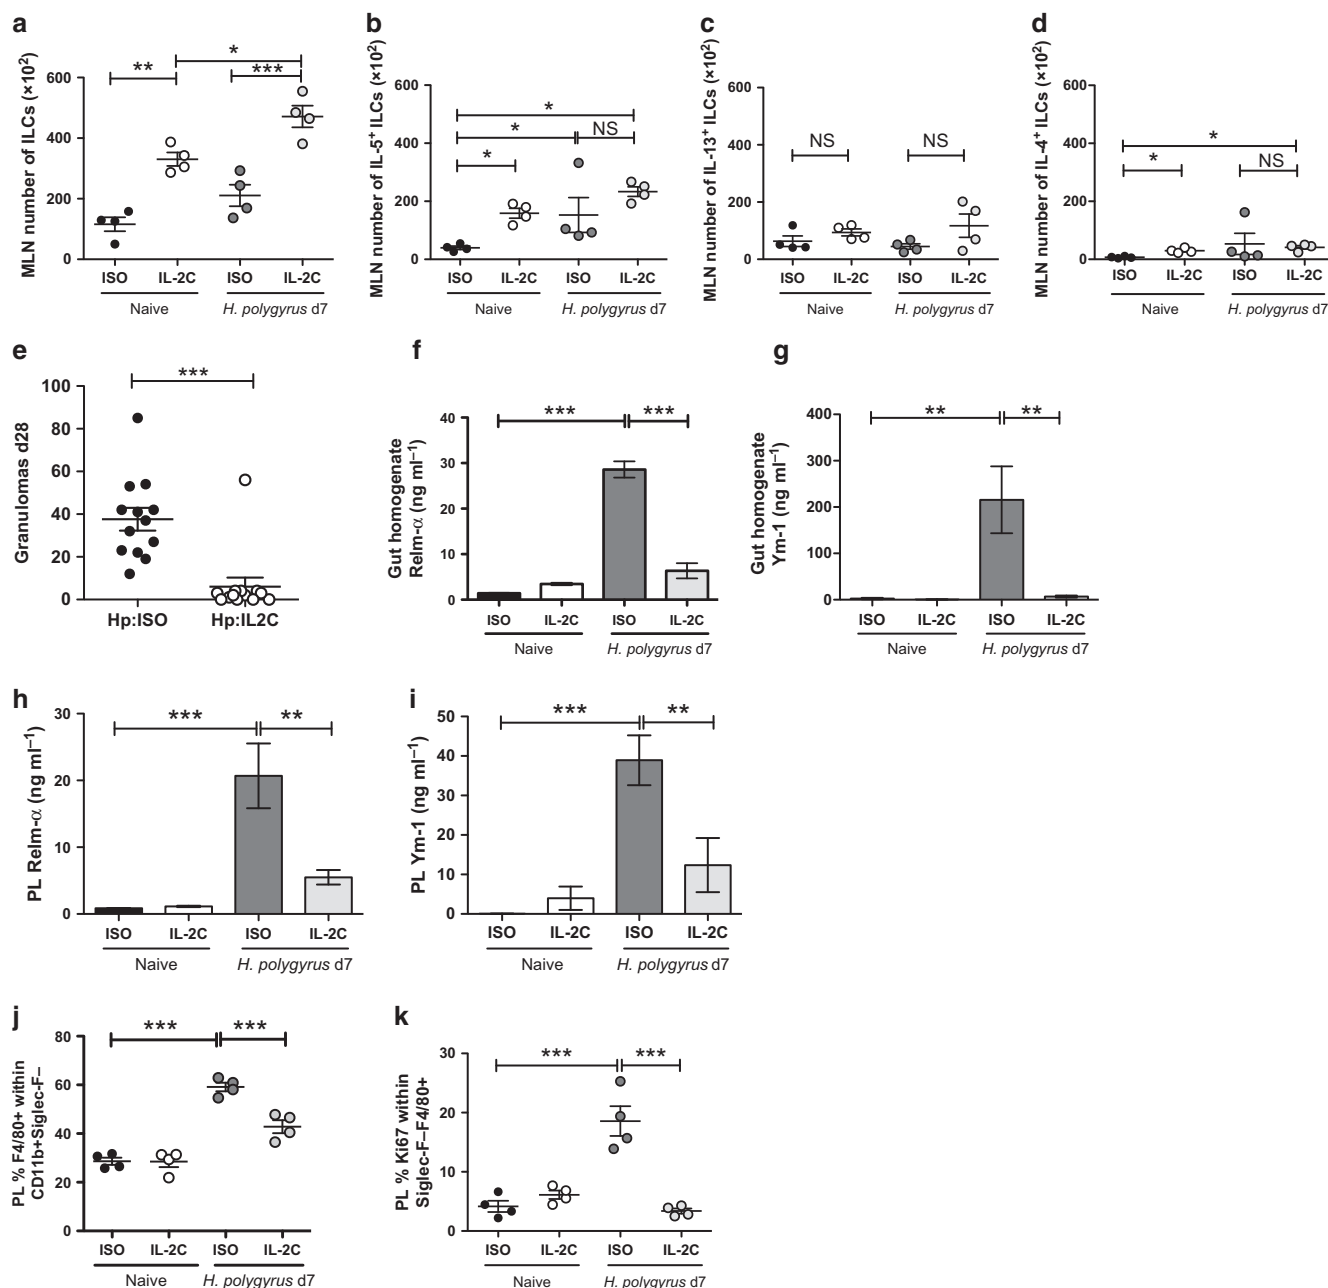 a
MLN number of ILCs (×10²)
600
400
200
0
**
*
***
ISO IL-2C ISO IL-2C
Naive H. polygyrus d7
b
MLN number of IL-5⁺ ILCs (×10²)
600
400
200
0
*
*
NS
*
ISO IL-2C ISO IL-2C
Naive H. polygyrus d7
c
MLN number of IL-13⁺ ILCs (×10²)
600
400
200
0
NS NS
ISO IL-2C ISO IL-2C
Naive H. polygyrus d7
d
MLN number of IL-4⁺ ILCs (×10²)
600
400
200
0
*
* NS
ISO IL-2C ISO IL-2C
Naive H. polygyrus d7
e
Granulomas d28
100
80
60
40
20
0
***
Hp:ISO Hp:IL2C
f
Gut homogenate
Relm-α (ng ml⁻¹)
40
30
20
10
0
*** ***
ISO IL-2C ISO IL-2C
Naive H. polygyrus d7
g
Gut homogenate
Ym-1 (ng ml⁻¹)
400
300
200
100
0
** **
ISO IL-2C ISO IL-2C
Naive H. polygyrus d7
h
PL Relm-α (ng ml⁻¹)
30
20
10
0
*** **
ISO IL-2C ISO IL-2C
Naive H. polygyrus d7
i
PL Ym-1 (ng ml⁻¹)
50
40
30
20
10
0
*** **
ISO IL-2C ISO IL-2C
Naive H. polygyrus d7
j
PL % F4/80+ within
CD11b+Siglec-F–
80
60
40
20
0
*** ***
ISO IL-2C ISO IL-2C
Naive H. polygyrus d7
k
PL % Ki67 within
Siglec-F–F4/80+
30
20
10
0
*** ***
ISO IL-2C ISO IL-2C
Naive H. polygyrus d7